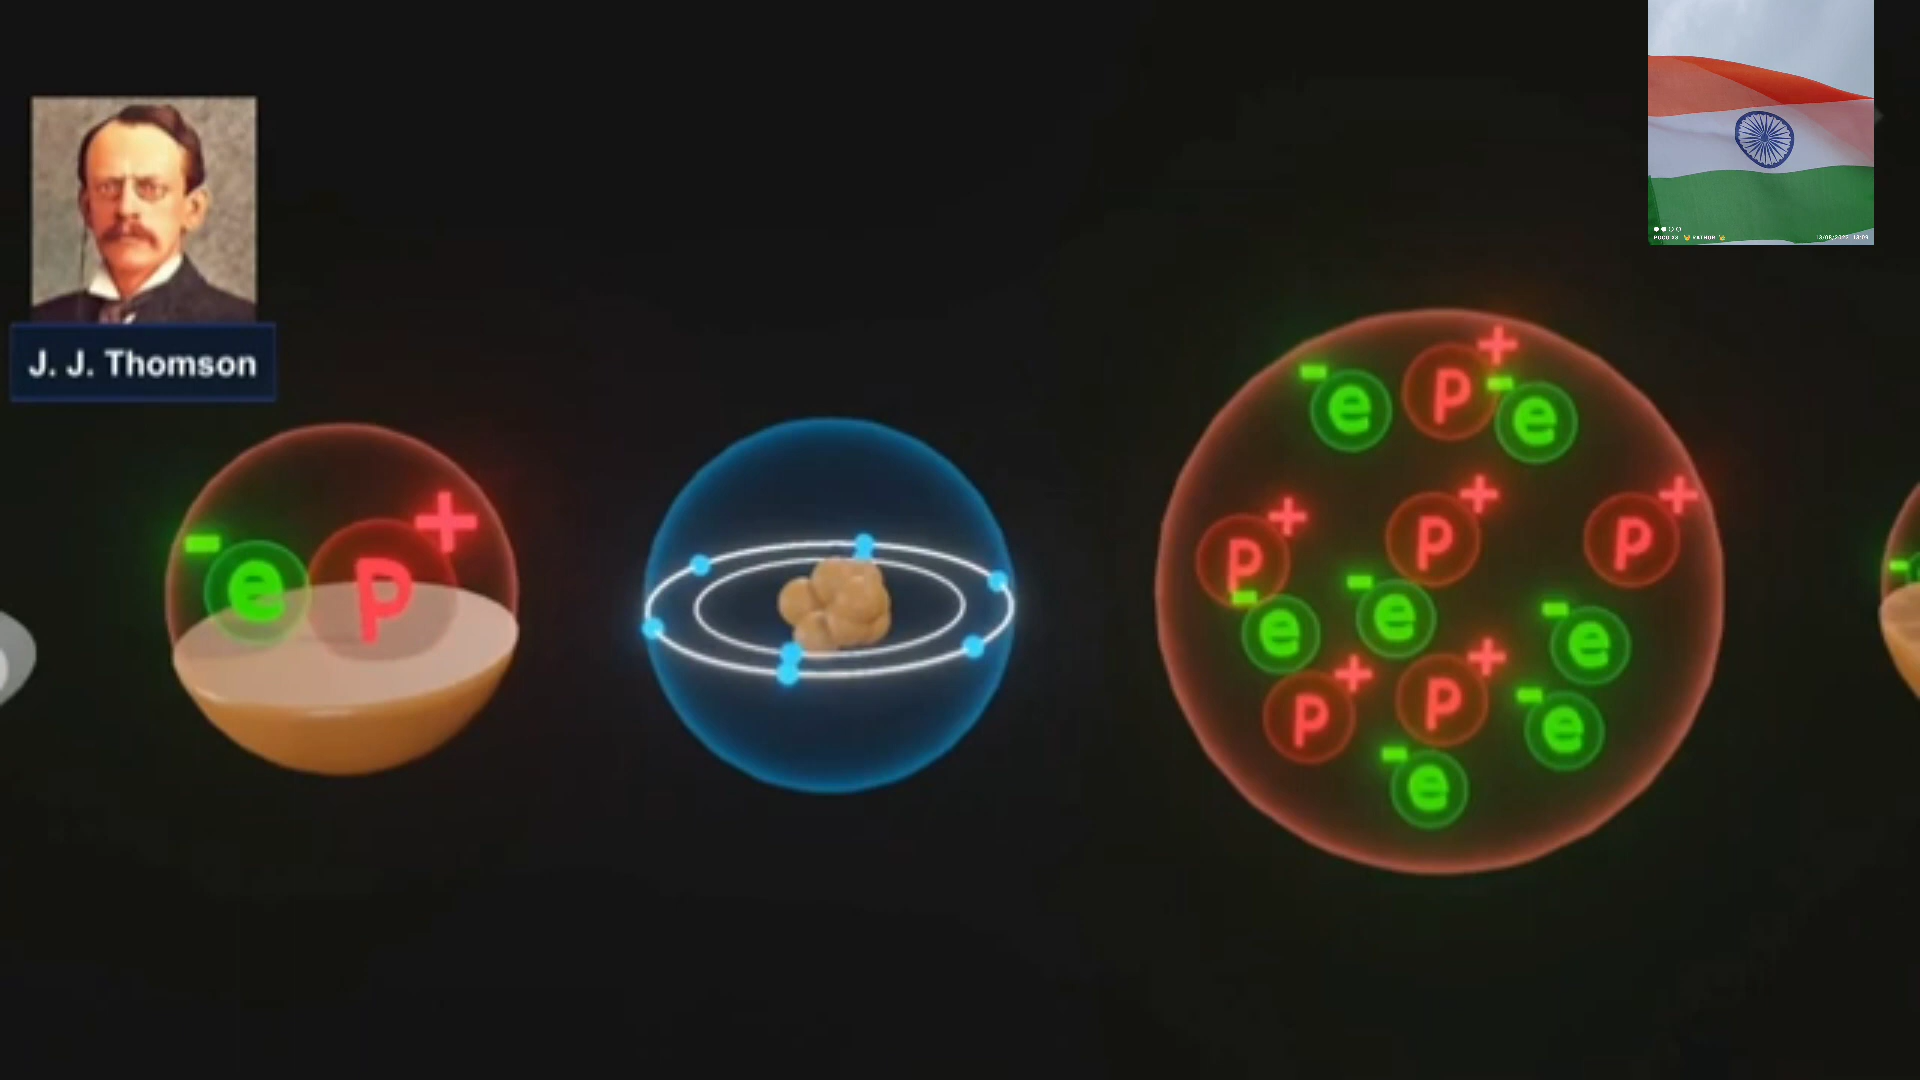 J. J. Thomson
- e
p +
- e
p +
- e
p +
p +
p +
- e
- e
- e
p +
p +
- e
- e